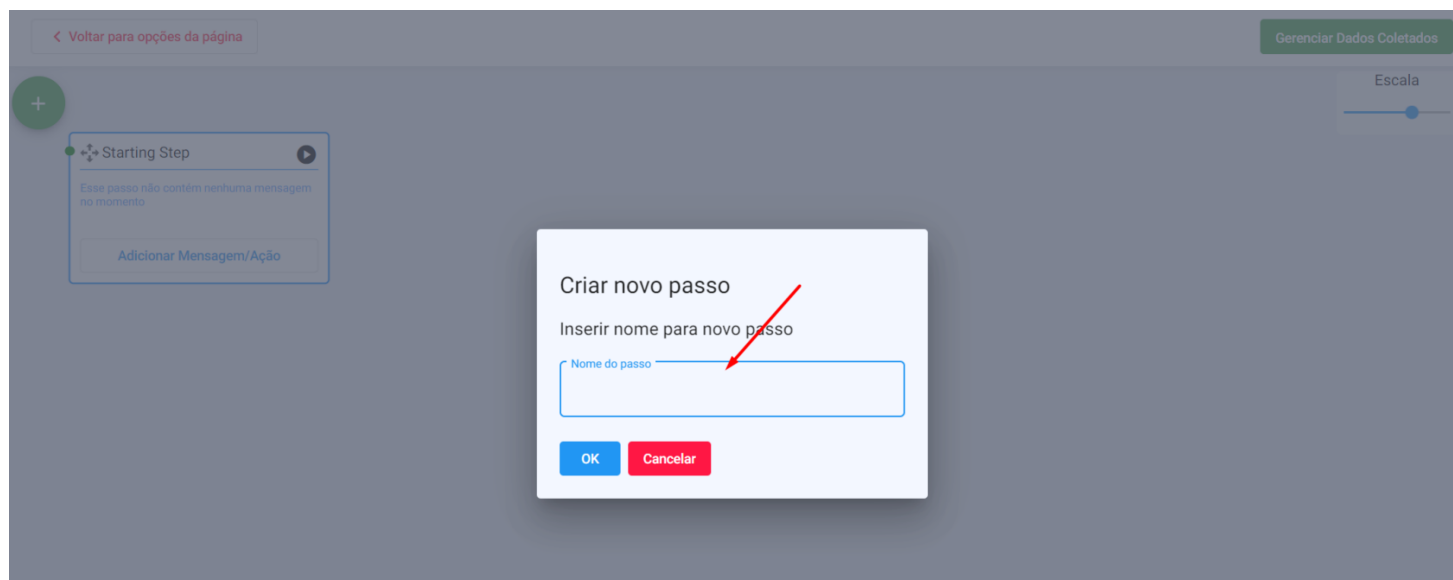 Voltar para opções da página
Gerenciar Dados Coletados
+
Escala
Starting Step
Esse passo não contém nenhuma mensagem
no momento
Adicionar Mensagem/Ação
Criar novo passo
Inserir nome para novo passo
Nome do passo
OK
Cancelar